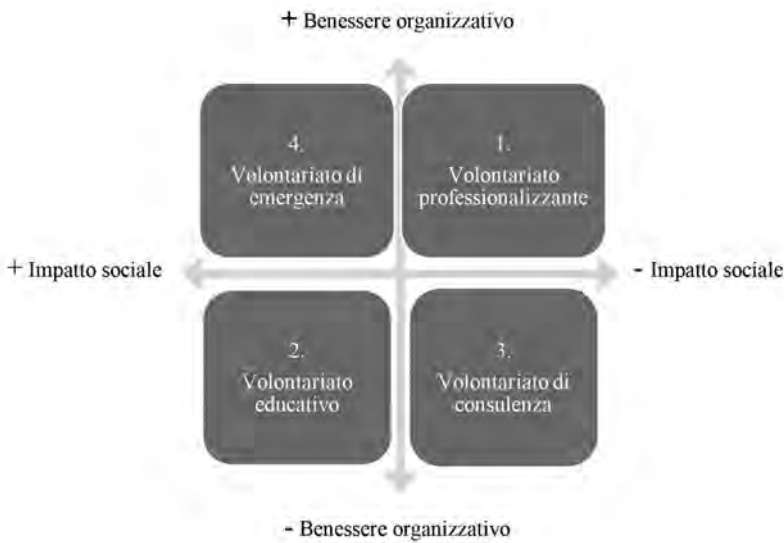 + Benessere organizzativo
4.
Volontariato di
emergenza
1.
Volontariato
professionalizzante
+ Impatto sociale
- Impatto sociale
2.
Volontariato
educativo
3.
Volontariato di
consulenza
- Benessere organizzativo